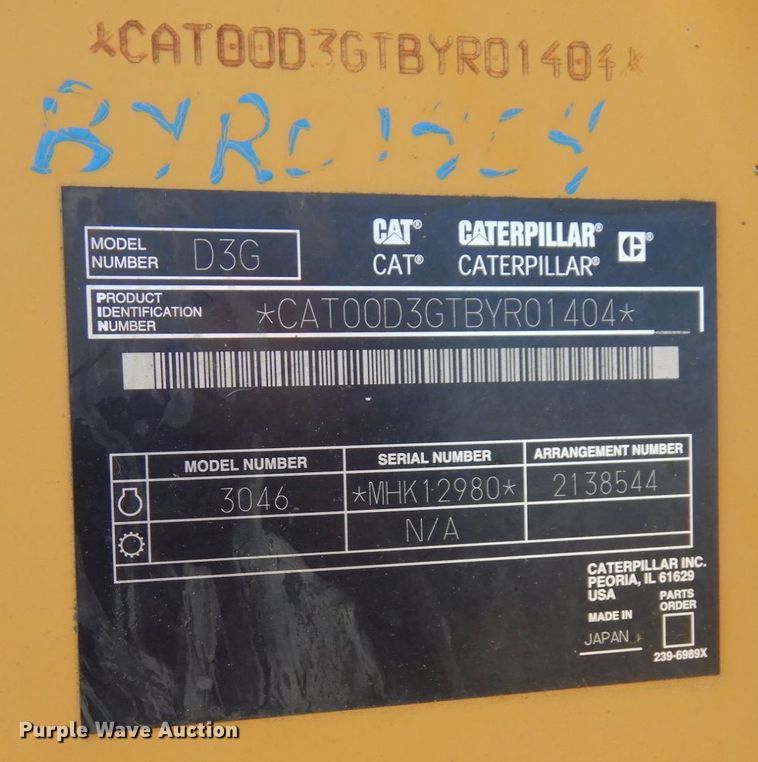 *CAT00D3GTBYR01404*
BYR01404
MODEL NUMBER D3G
CAT® CATERPILLAR® C®
CAT® CATERPILLAR®
PRODUCT IDENTIFICATION NUMBER *CAT00D3GTBYR01404*
MODEL NUMBER SERIAL NUMBER ARRANGEMENT NUMBER
3046 *MHK12980* 2138544
N/A
CATERPILLAR INC.
PEORIA, IL 61629
USA
PARTS ORDER
MADE IN
JAPAN
239-6989X
Purple Wave Auction